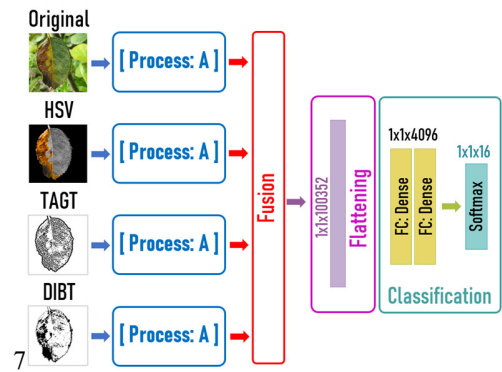 Original
[ Process: A ]
HSV
[ Process: A ]
TAGT
[ Process: A ]
DIBT
[ Process: A ]
7
Fusion
1x1x100352
Flattening
1x1x4096
FC: Dense
FC: Dense
1x1x16
Softmax
Classification